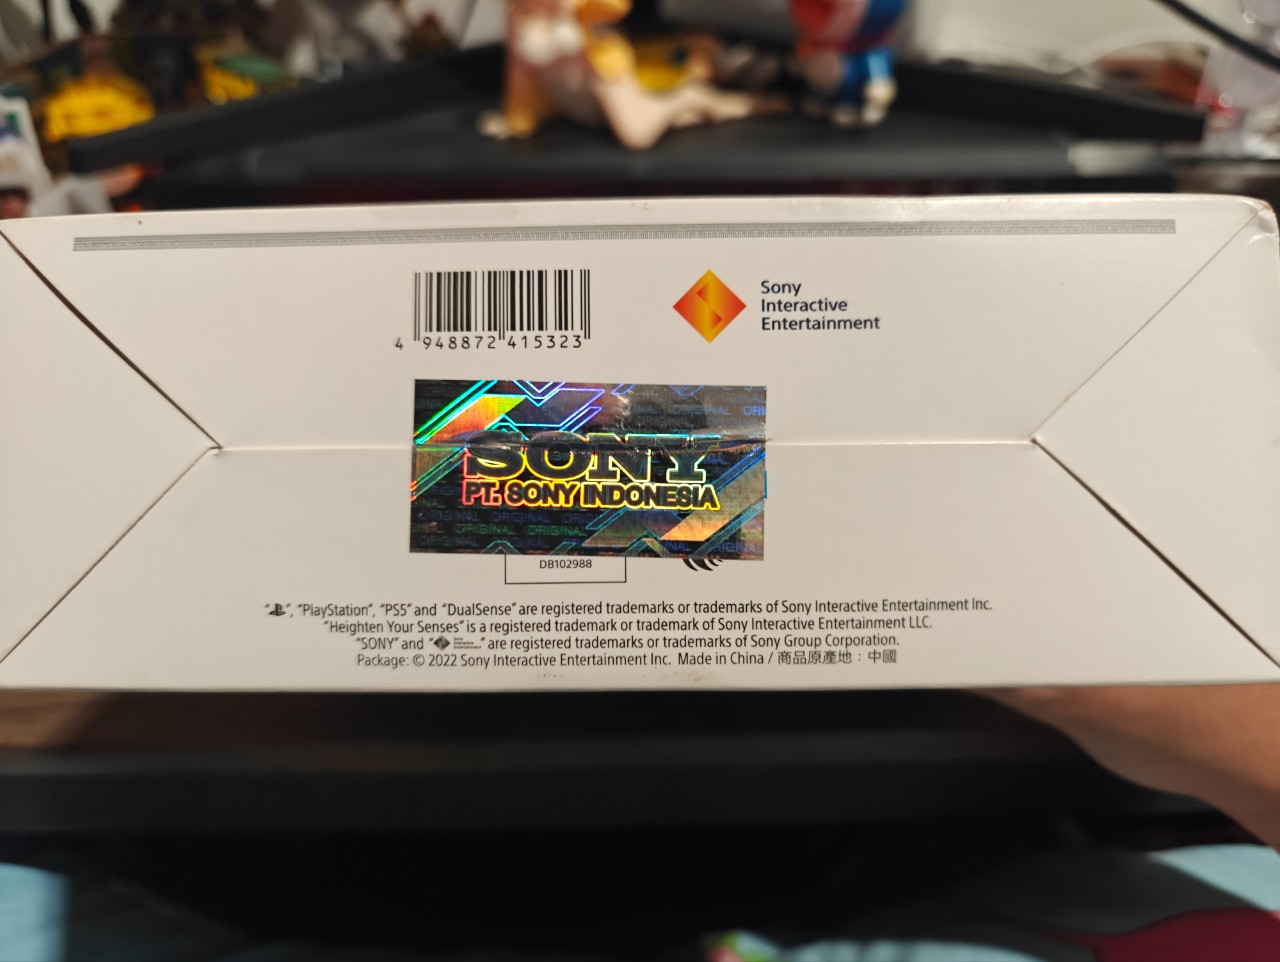 4 948872 415323
Sony
Interactive
Entertainment
SONY
PT. SONY INDONESIA
ORIGINAL ORIGINAL
DB102988
" ", "PlayStation", "PS5" and "DualSense" are registered trademarks or trademarks of Sony Interactive Entertainment Inc.
"Heighten Your Senses" is a registered trademark or trademark of Sony Interactive Entertainment LLC.
"SONY" and " " are registered trademarks or trademarks of Sony Group Corporation.
Package: © 2022 Sony Interactive Entertainment Inc. Made in China / 商品原產地：中國